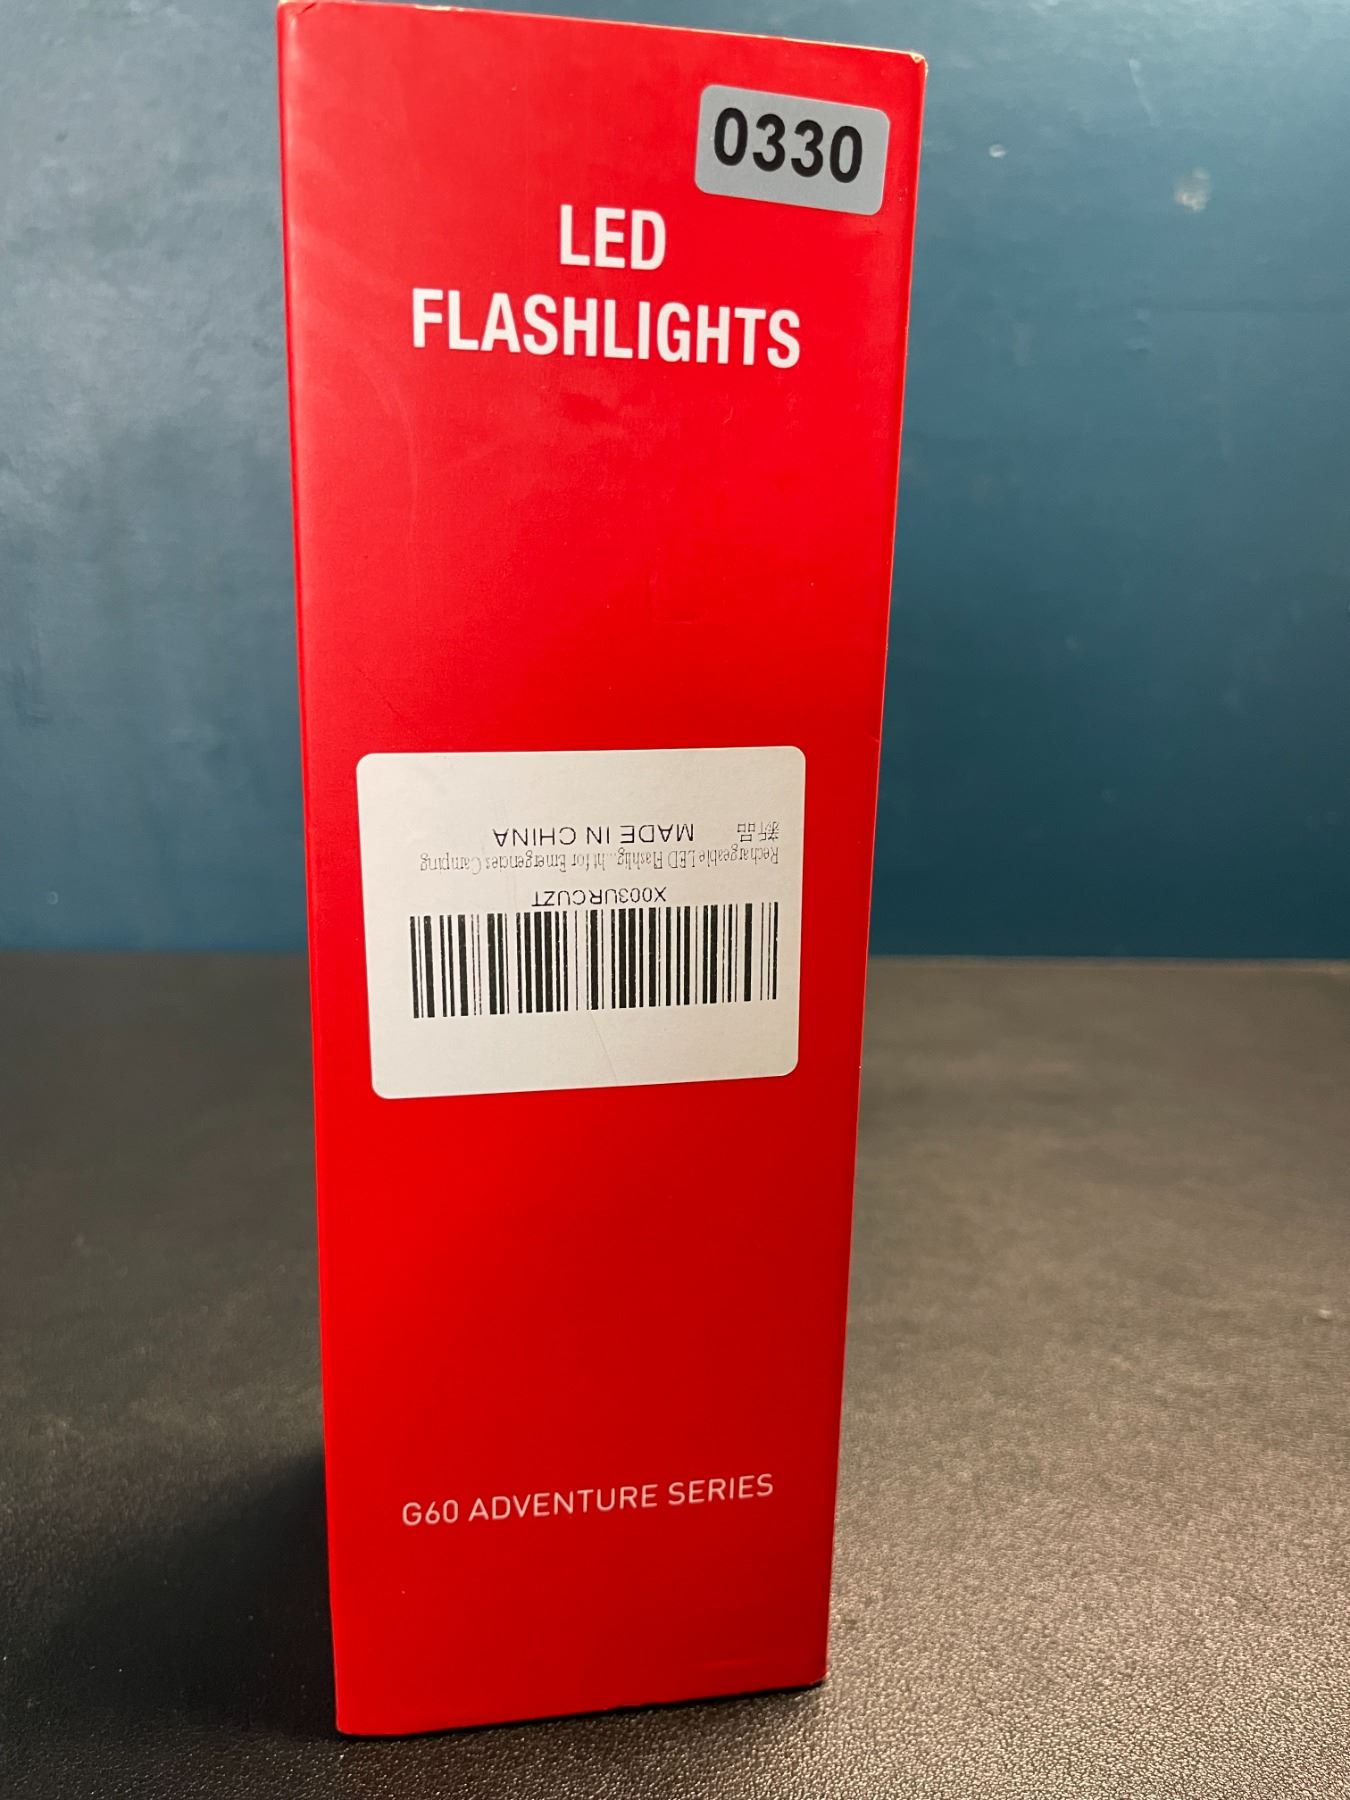 0330
LED
FLASHLIGHTS
X003URCUZT
Rechargeable LED Flashlig...ht for Emergencies Camping
新品 MADE IN CHINA
G60 ADVENTURE SERIES